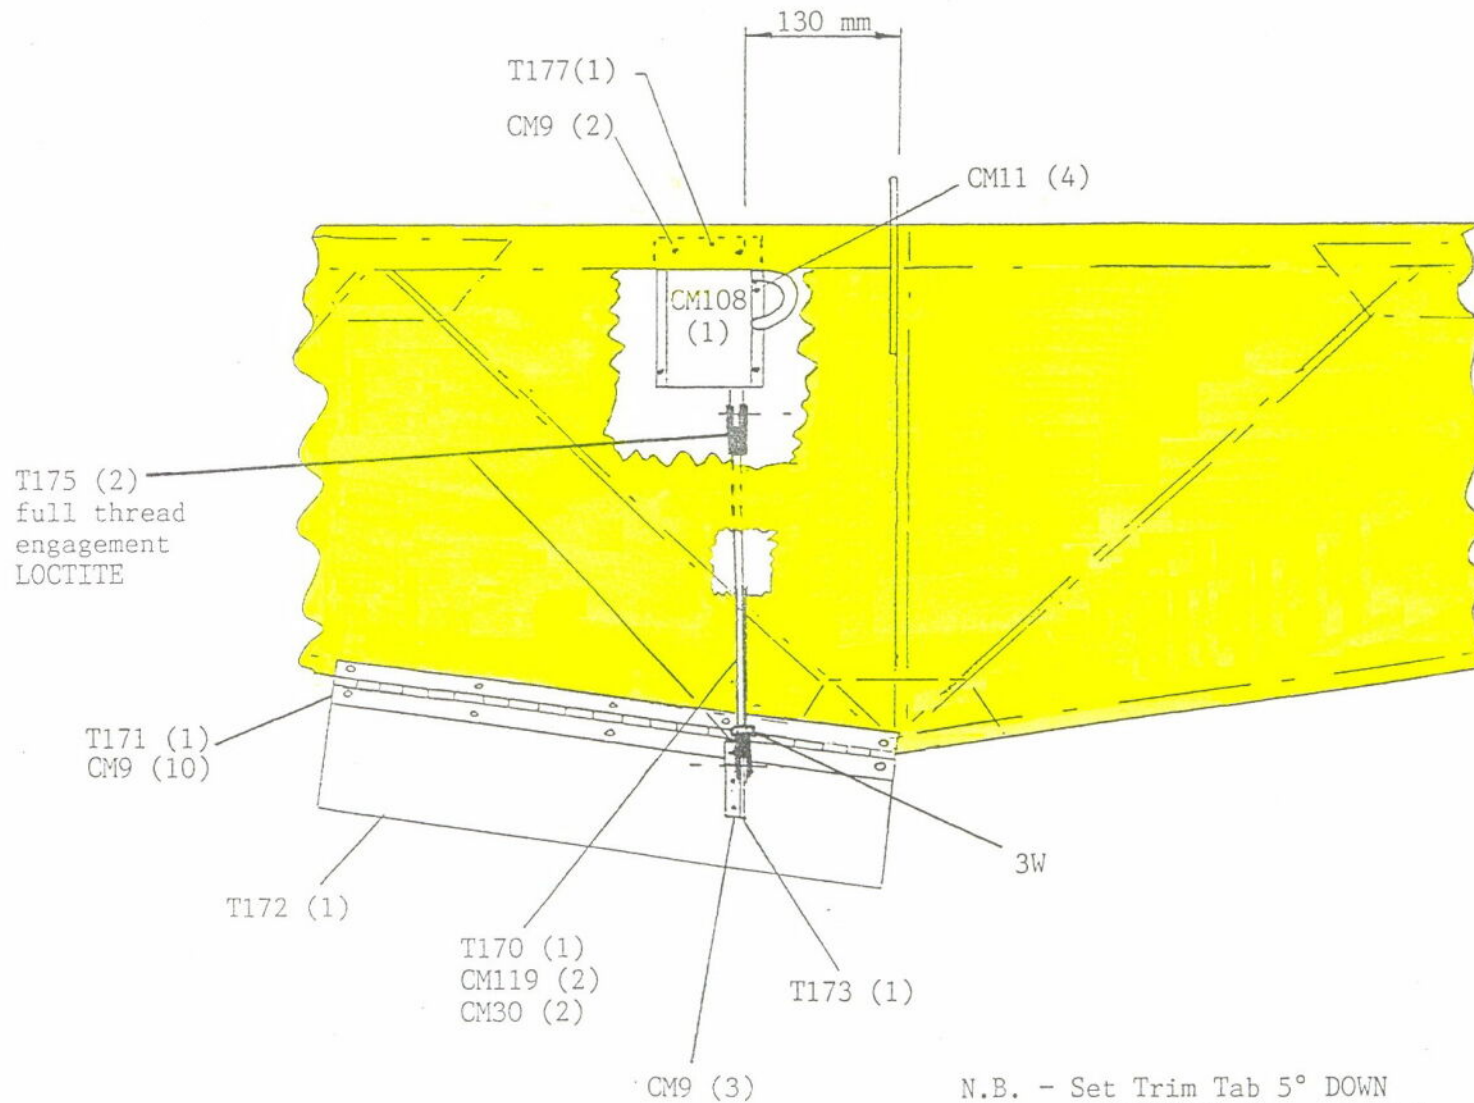 130 mm
T177(1)
CM9 (2)
CM11 (4)
CM108
(1)
T175 (2)
full thread
engagement
LOCTITE
T171 (1)
CM9 (10)
3W
T172 (1)
T170 (1)
CM119 (2)
CM30 (2)
T173 (1)
CM9 (3)
N.B. - Set Trim Tab 5° DOWN